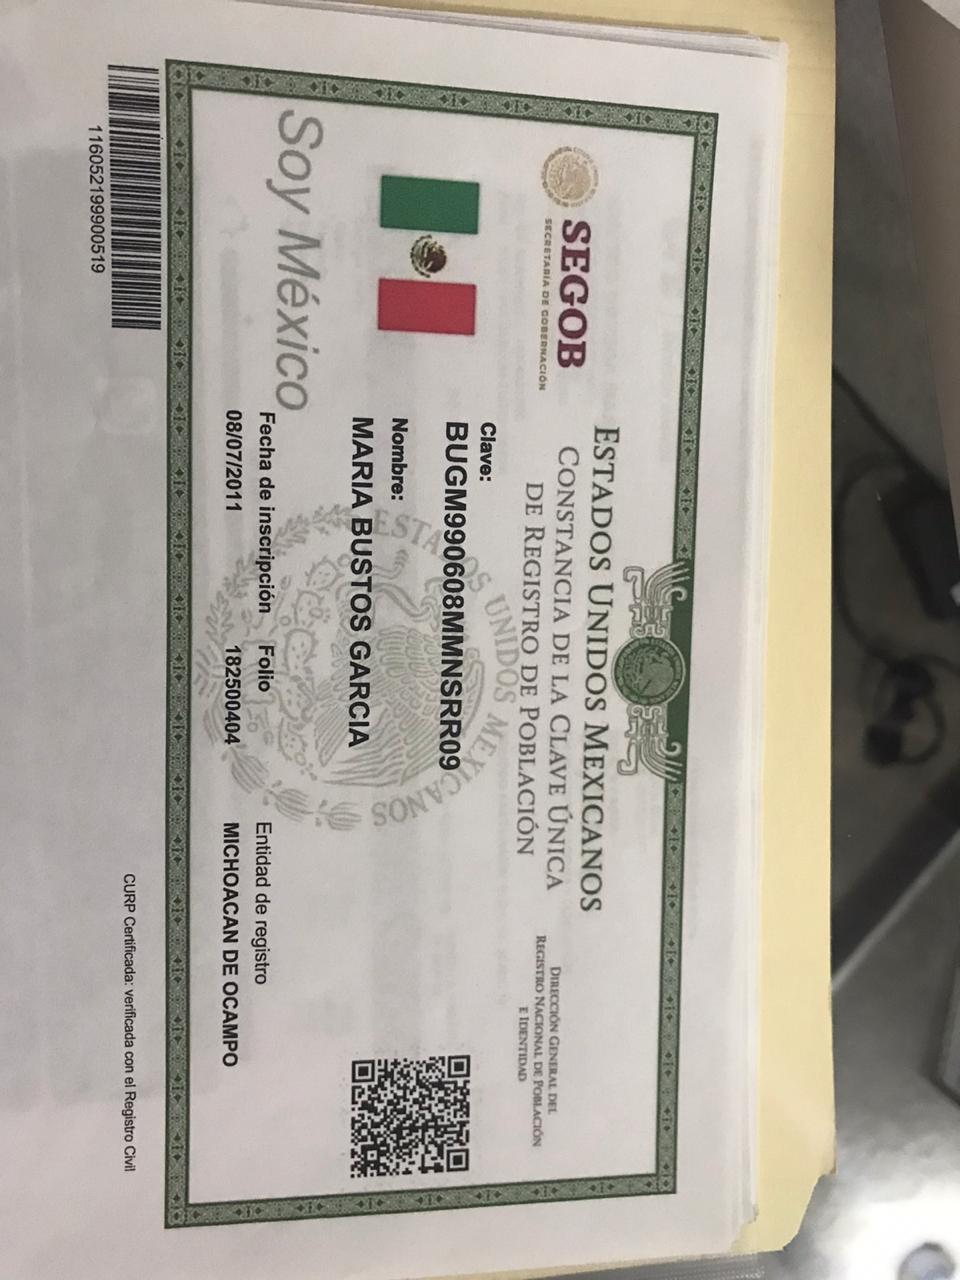 SEGOB
SECRETARÍA DE GOBERNACIÓN
ESTADOS UNIDOS MEXICANOS
CONSTANCIA DE LA CLAVE ÚNICA
DE REGISTRO DE POBLACIÓN
DIRECCIÓN GENERAL DEL
REGISTRO NACIONAL DE POBLACIÓN
E IDENTIDAD
Clave:
BUGM990608MMNSRR09
Nombre:
MARIA BUSTOS GARCIA
ESTADOS UNIDOS MEXICANOS
Soy México
Fecha de inscripción Folio Entidad de registro
08/07/2011 182500404 MICHOACAN DE OCAMPO
116052199900519
CURP Certificada: verificada con el Registro Civil